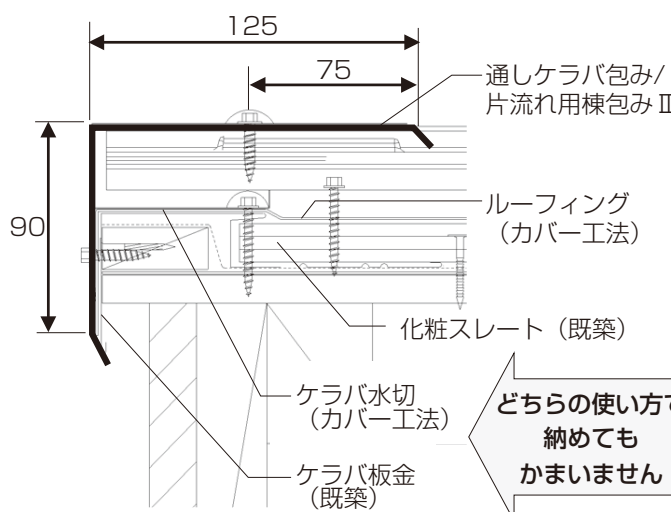 125
75
通しケラバ包み/
片流れ用棟包みⅡ
90
ルーフィング
（カバー工法）
化粧スレート（既築）
ケラバ水切
（カバー工法）
どちらの使い方で
納めても
かまいません
ケラバ板金
（既築）